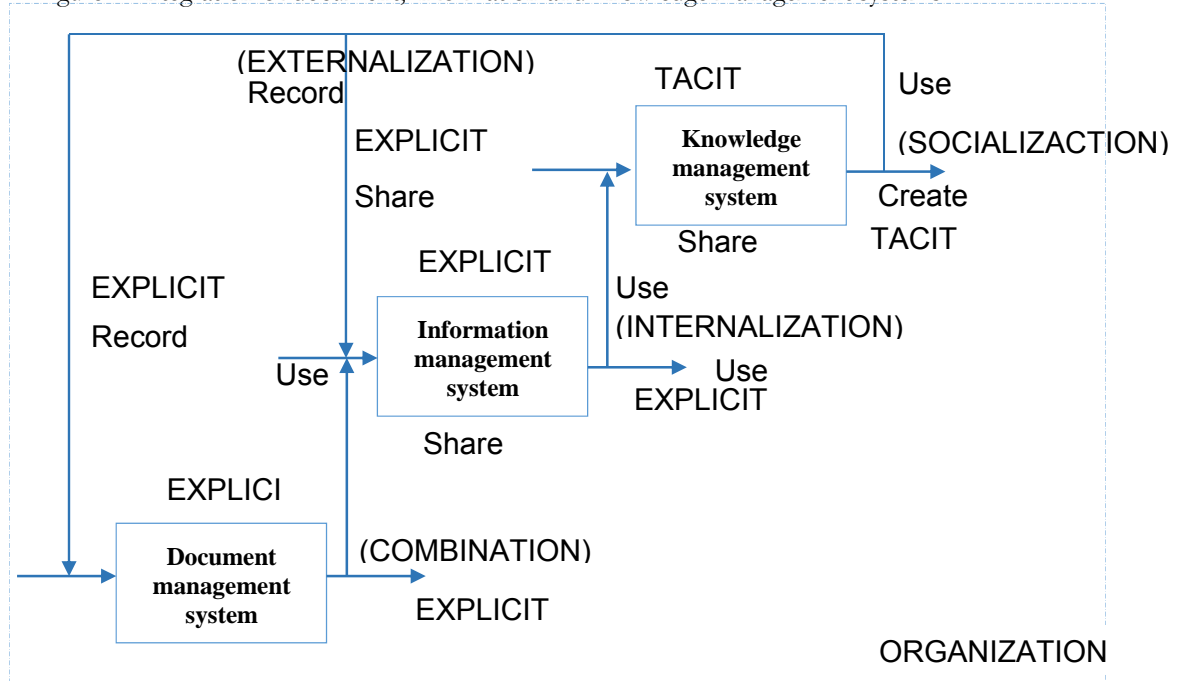 (EXTERNALIZATION)
Record
TACIT
Use
EXPLICIT
Knowledge
management
system
(SOCIALIZACTION)
Share
Create
Share
TACIT
EXPLICIT
EXPLICIT
Record
Use
(INTERNALIZATION)
Information
management
system
Use
Use
EXPLICIT
Share
EXPLICI
(COMBINATION)
Document
management
system
EXPLICIT
ORGANIZATION